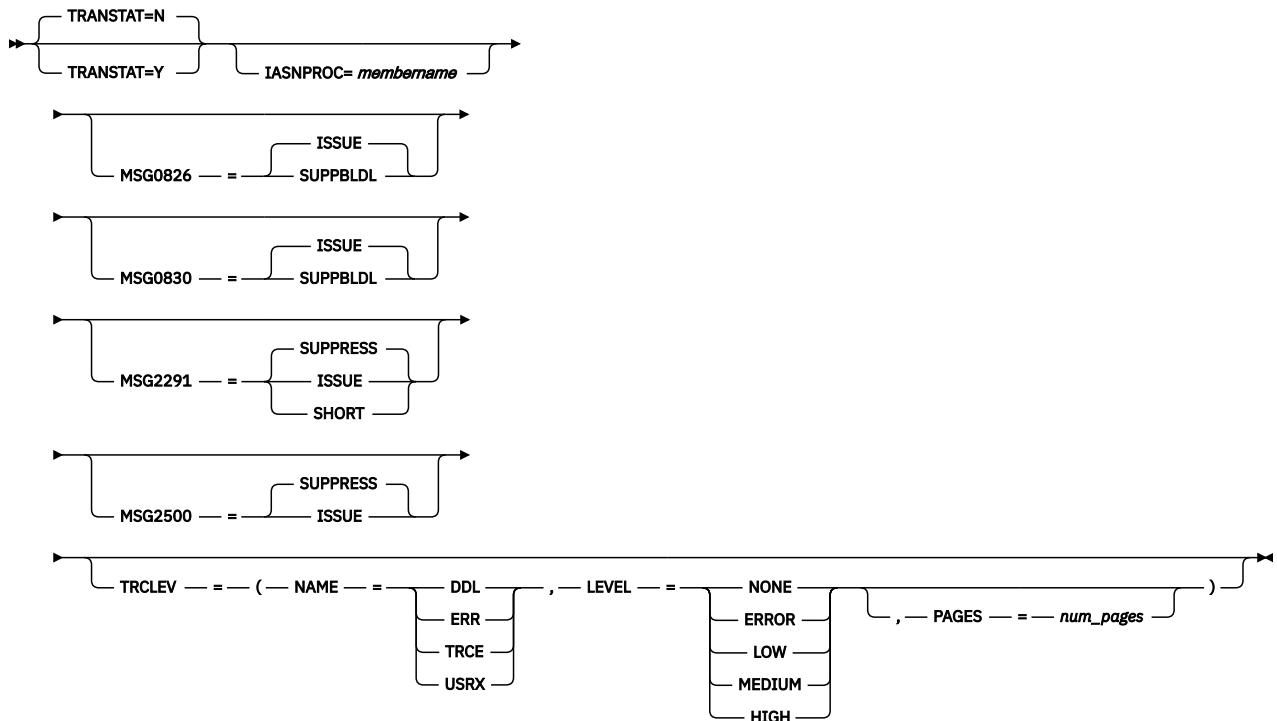 TRANSTAT=N
TRANSTAT=Y
IASNPROC= membername
ISSUE
MSG0826 = SUPPBLDL
ISSUE
MSG0830 = SUPPBLDL
SUPPRESS
MSG2291 = ISSUE
SHORT
SUPPRESS
MSG2500 = ISSUE
TRCLEV = ( NAME = DDL , LEVEL = NONE )
ERR ERROR , PAGES = num_pages
TRCE LOW
USRX MEDIUM
HIGH